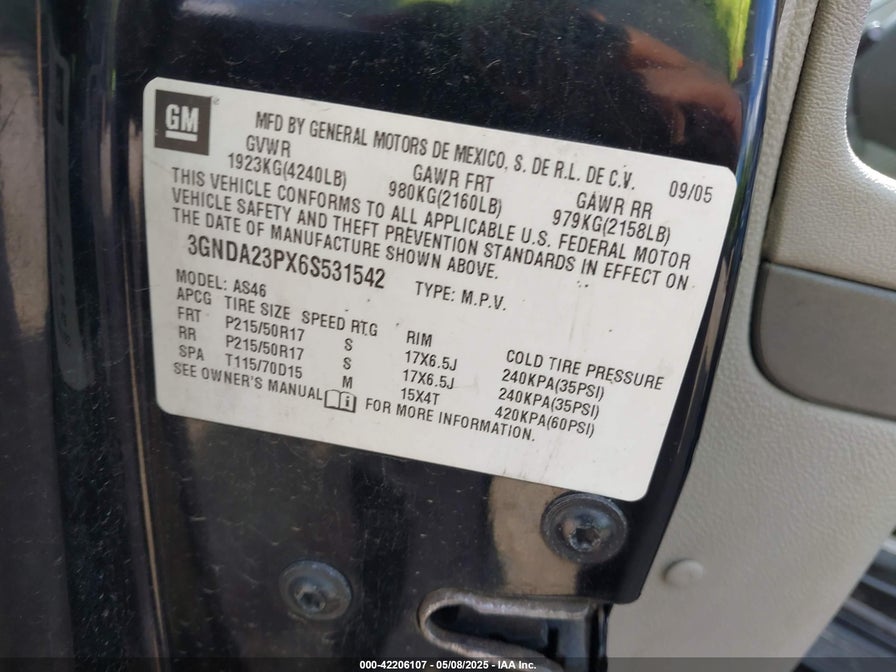 GM
MFD BY GENERAL MOTORS DE MEXICO, S. DE R.L. DE C.V. 09/05
GVWR GAWR FRT GAWR RR
1923KG(4240LB) 980KG(2160LB) 979KG(2158LB)
THIS VEHICLE CONFORMS TO ALL APPLICABLE U.S. FEDERAL MOTOR
VEHICLE SAFETY AND THEFT PREVENTION STANDARDS IN EFFECT ON
THE DATE OF MANUFACTURE SHOWN ABOVE.
3GNDA23PX6S531542 TYPE: M.P.V.
MODEL: AS46
APCG TIRE SIZE SPEED RTG RIM COLD TIRE PRESSURE
FRT P215/50R17 S 17X6.5J 240KPA(35PSI)
RR P215/50R17 S 17X6.5J 240KPA(35PSI)
SPA T115/70D15 M 15X4T 420KPA(60PSI)
SEE OWNER'S MANUAL FOR MORE INFORMATION.
000-42206107 - 05/08/2025 - IAA Inc.